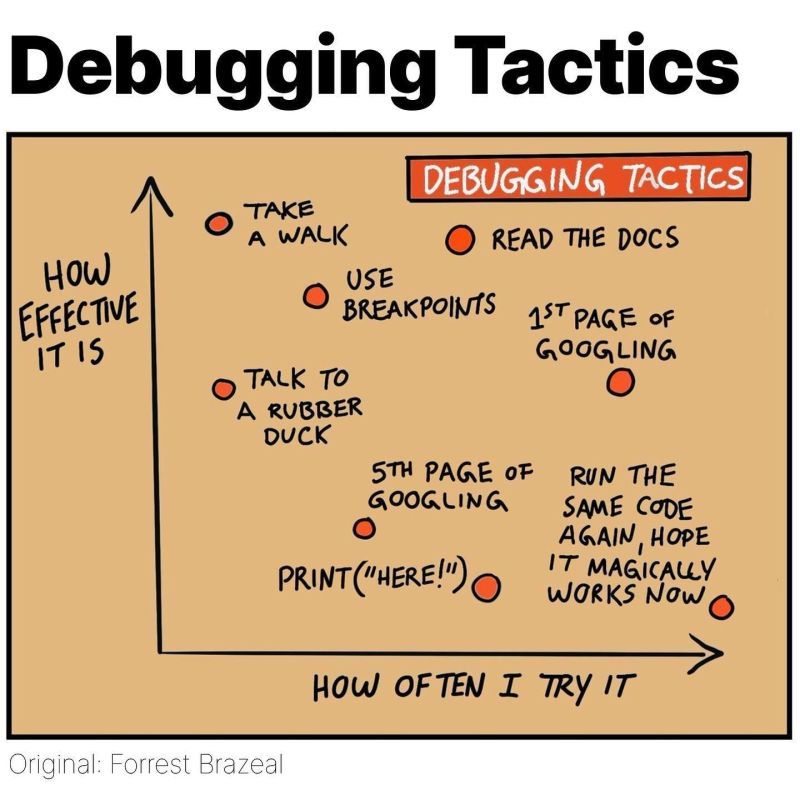 Debugging Tactics
DEBUGGING TACTICS
HOW
EFFECTIVE
IT IS
TAKE
A WALK
READ THE DOCS
USE
BREAKPOINTS
1ST PAGE OF
GOOGLING
TALK TO
A RUBBER
DUCK
5TH PAGE OF
GOOGLING
RUN THE
SAME CODE
AGAIN, HOPE
IT MAGICALLY
WORKS NOW
PRINT("HERE!")
HOW OFTEN I TRY IT
Original: Forrest Brazeal